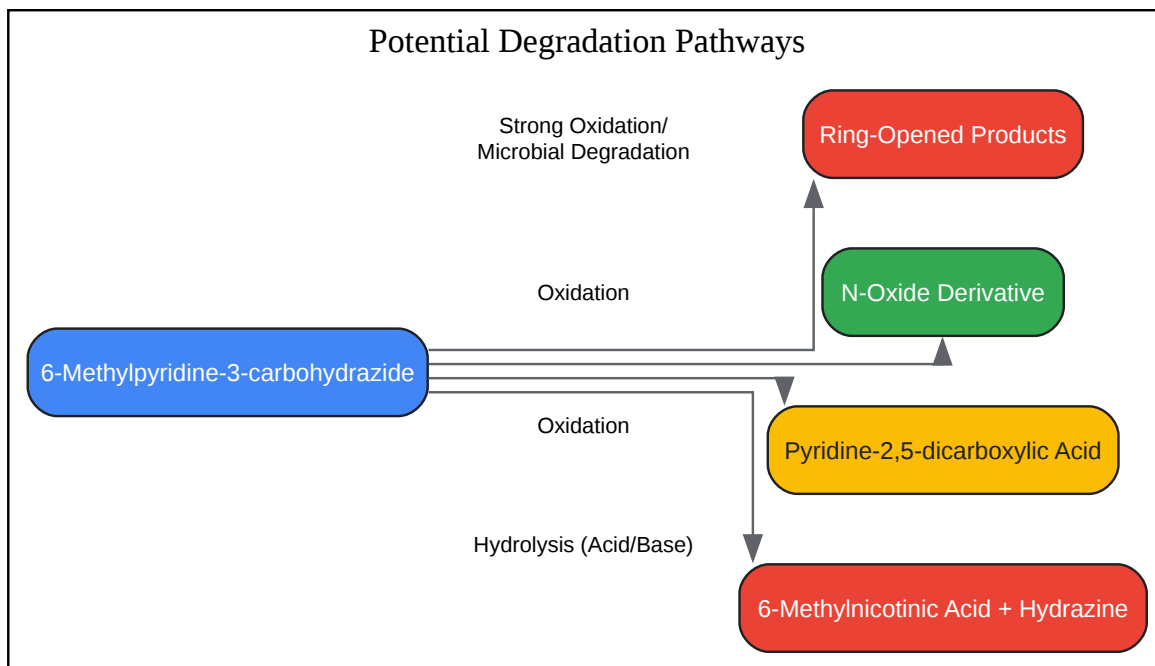 Potential Degradation Pathways
Strong Oxidation/
Microbial Degradation
Ring-Opened Products
Oxidation
N-Oxide Derivative
6-Methylpyridine-3-carbohydrazide
Oxidation
Pyridine-2,5-dicarboxylic Acid
Hydrolysis (Acid/Base)
6-Methylnicotinic Acid + Hydrazine